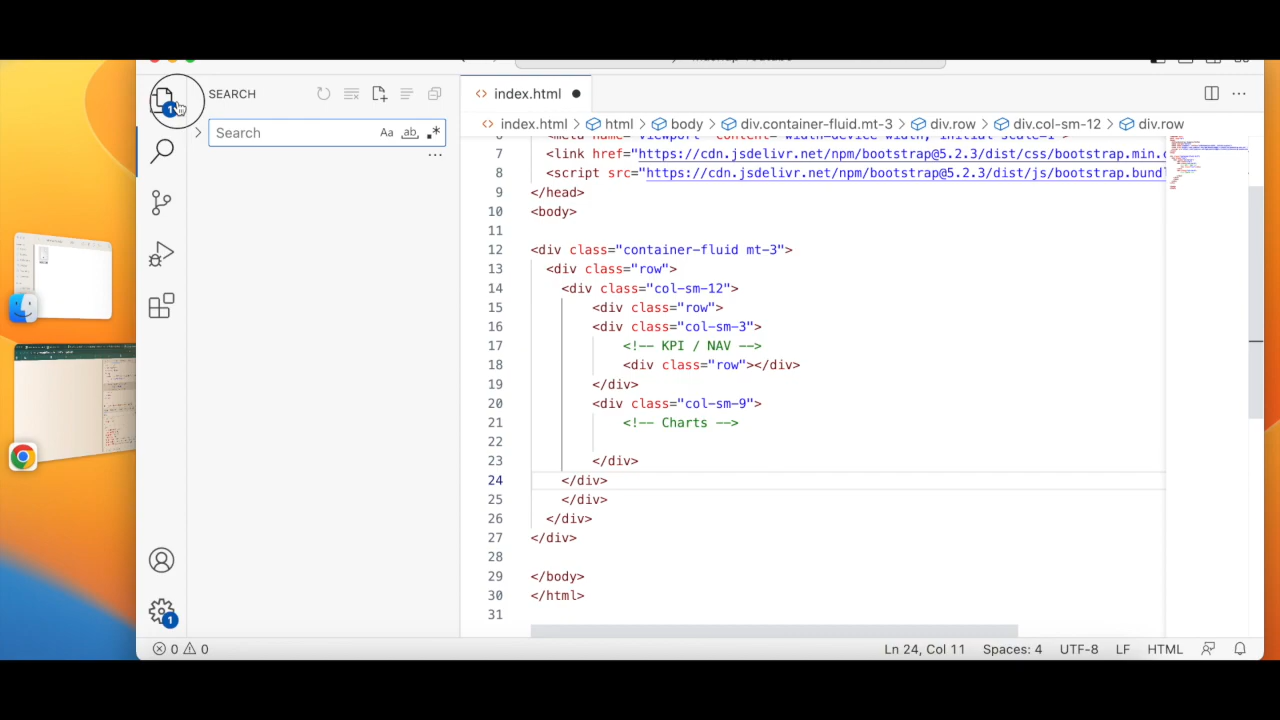 SEARCH
Search
Aa
ab
1
1
index.html
index.html > html > body > div.container-fluid.mt-3 > div.row > div.col-sm-12 > div.row
7 <link href="https://cdn.jsdelivr.net/npm/bootstrap@5.2.3/dist/css/bootstrap.min.c
8 <script src="https://cdn.jsdelivr.net/npm/bootstrap@5.2.3/dist/js/bootstrap.bundl
9 </head>
10 <body>
11
12 <div class="container-fluid mt-3">
13 <div class="row">
14 <div class="col-sm-12">
15 <div class="row">
16 <div class="col-sm-3">
17 <!-- KPI / NAV -->
18 <div class="row"></div>
19 </div>
20 <div class="col-sm-9">
21 <!-- Charts -->
22
23 </div>
24 </div>
25 </div>
26 </div>
27 </div>
28
29 </body>
30 </html>
31
0 0
Ln 24, Col 11 Spaces: 4 UTF-8 LF HTML